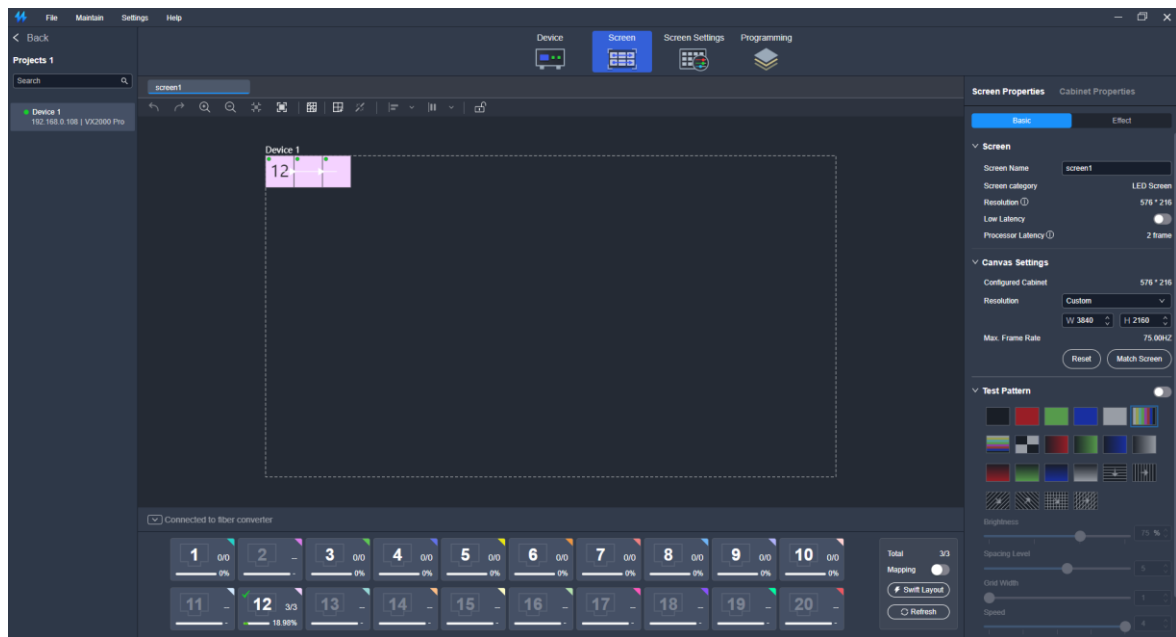 File Maintain Settings Help
Back
Projects 1
Search
Device 1
192.168.0.108 | VX2000 Pro
Device Screen Screen Settings Programming
screen1
Device 1
12
Connected to fiber converter
1 0/0 2 – 3 0/0 4 0/0 5 0/0 6 0/0 7 0/0 8 0/0 9 0/0 10 0/0
0% - 0% 0% 0% 0% 0% 0% 0% 0%
11 – 12 3/3 13 – 14 – 15 – 16 – 17 – 18 – 19 – 20 –
- 18.98% - - - - - - - -
Total 3/3
Mapping
Swift Layout
Refresh
Screen Properties Cabinet Properties
Basic Effect
Screen
Screen Name screen1
Screen category LED Screen
Resolution 576 * 216
Low Latency
Processor Latency 2 frame
Canvas Settings
Configured Cabinet 576 * 216
Resolution Custom
W 3840 H 2160
Max. Frame Rate 75.00HZ
Reset Match Screen
Test Pattern
Brightness 75 %
Spacing Level 5
Grid Width 1
Speed 4